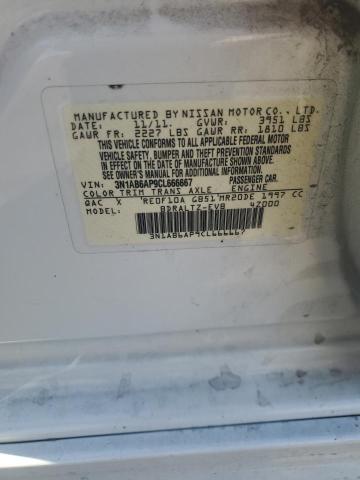 MANUFACTURED BY NISSAN MOTOR CO., LTD.
DATE: 11/11. GVWR: 3951 LBS
GAWR FR: 2227 LBS GAWR RR: 1810 LBS
THIS VEHICLE CONFORMS TO ALL APPLICABLE FEDERAL MOTOR
VEHICLE SAFETY, BUMPER AND THEFT PREVENTION STANDARDS
IN EFFECT ON THE DATE OF MANUFACTURE SHOWN ABOVE.
SEE OWNER'S MANUAL FOR ADDITIONAL INFORMATION.
VIN: 3N1AB6AP9CL666667 PASSENGER CAR.
COLOR TRIM TRANS AXLE ENGINE
QAC X RE0F10A GB51 MR20DE 1997 CC
MODEL: BDRALTZ-EVB 4Z000
3N1AB6AP9CL666667